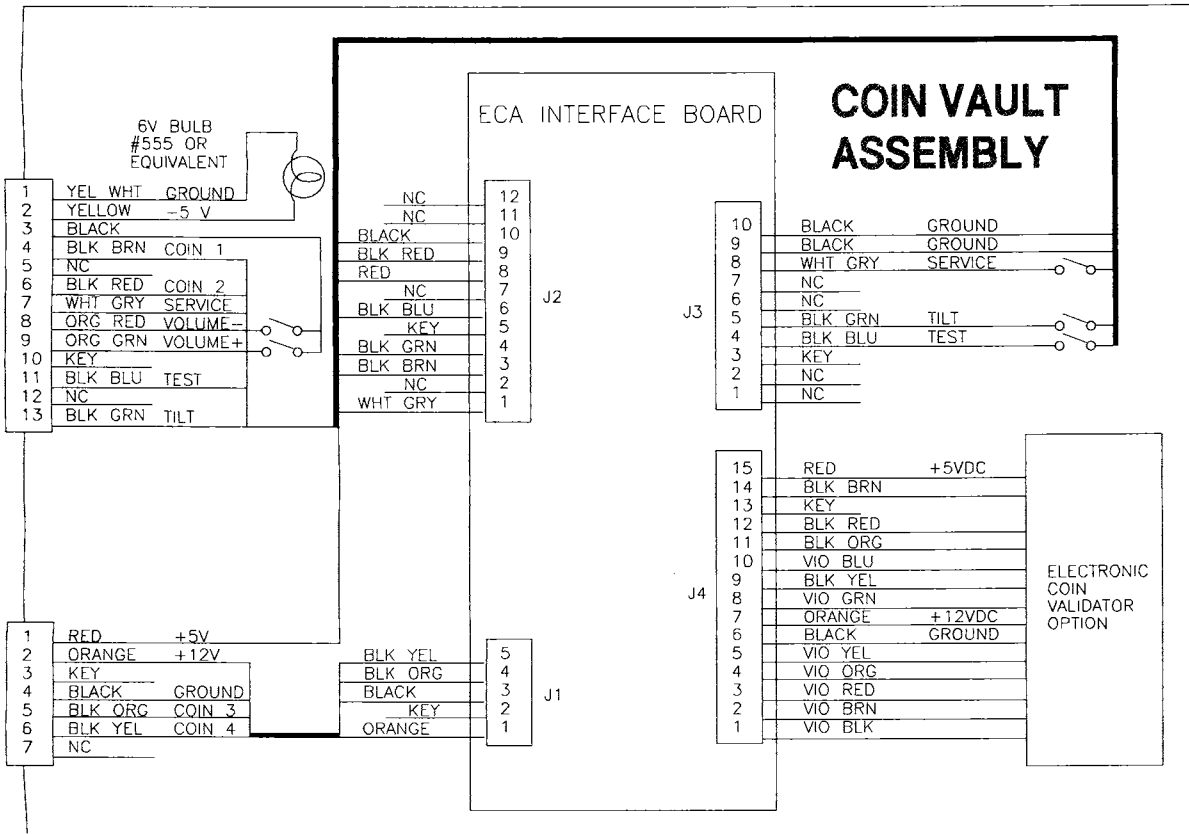 COIN VAULT
ASSEMBLY
ECA INTERFACE BOARD
6V BULB
#555 OR
EQUIVALENT
1 YEL WHT GROUND
2 YELLOW -5 V
3 BLACK
4 BLK BRN COIN 1
5 NC
6 BLK RED COIN 2
7 WHT GRY SERVICE
8 ORG RED VOLUME-
9 ORG GRN VOLUME+
10 KEY
11 BLK BLU TEST
12 NC
13 BLK GRN TILT
1 RED +5V
2 ORANGE +12V
3 KEY
4 BLACK GROUND
5 BLK ORG COIN 3
6 BLK YEL COIN 4
7 NC
J2
NC 12
NC 11
BLACK 10
BLK RED 9
RED 8
NC 7
BLK BLU 6
KEY 5
BLK GRN 4
BLK BRN 3
NC 2
WHT GRY 1
J1
BLK YEL 5
BLK ORG 4
BLACK 3
KEY 2
ORANGE 1
J3
10 BLACK GROUND
9 BLACK GROUND
8 WHT GRY SERVICE
7 NC
6 NC
5 BLK GRN TILT
4 BLK BLU TEST
3 KEY
2 NC
1 NC
J4
15 RED +5VDC
14 BLK BRN
13 KEY
12 BLK RED
11 BLK ORG
10 VIO BLU
9 BLK YEL
8 VIO GRN
7 ORANGE +12VDC
6 BLACK GROUND
5 VIO YEL
4 VIO ORG
3 VIO RED
2 VIO BRN
1 VIO BLK
ELECTRONIC
COIN
VALIDATOR
OPTION